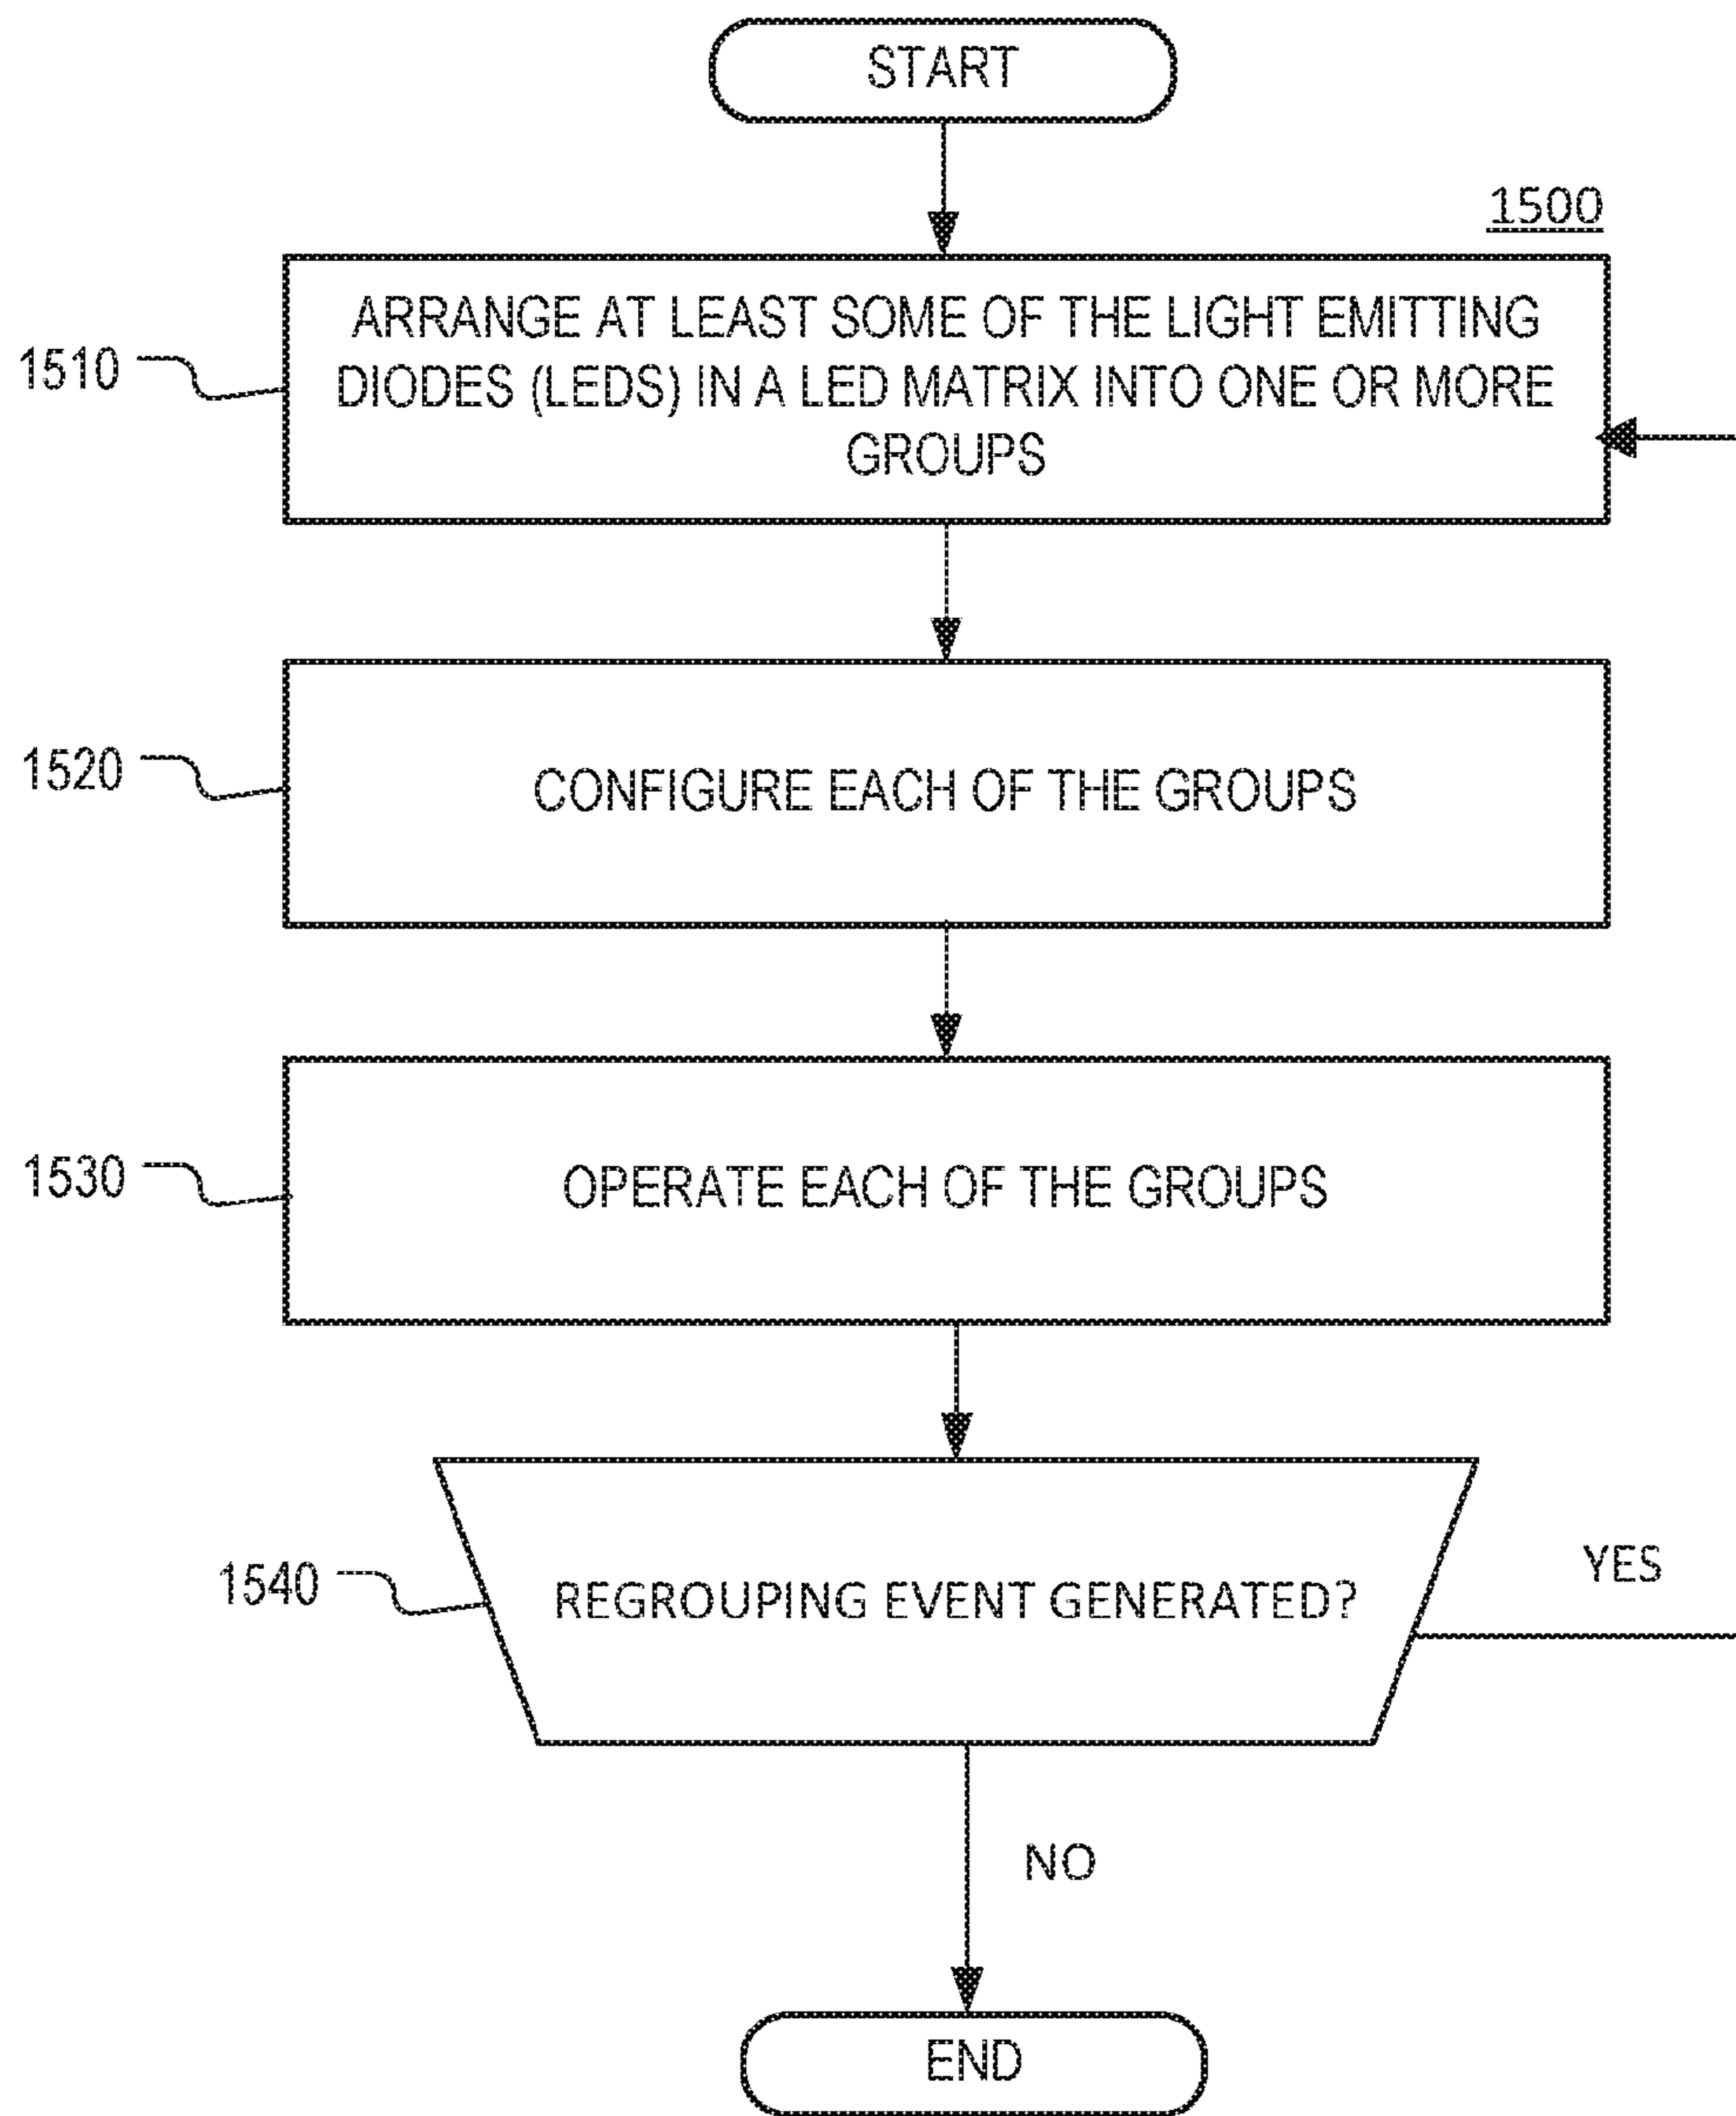 START
1500
1510
ARRANGE AT LEAST SOME OF THE LIGHT EMITTING
DIODES (LEDS) IN A LED MATRIX INTO ONE OR MORE
GROUPS
1520
CONFIGURE EACH OF THE GROUPS
1530
OPERATE EACH OF THE GROUPS
1540
REGROUPING EVENT GENERATED?
YES
NO
END